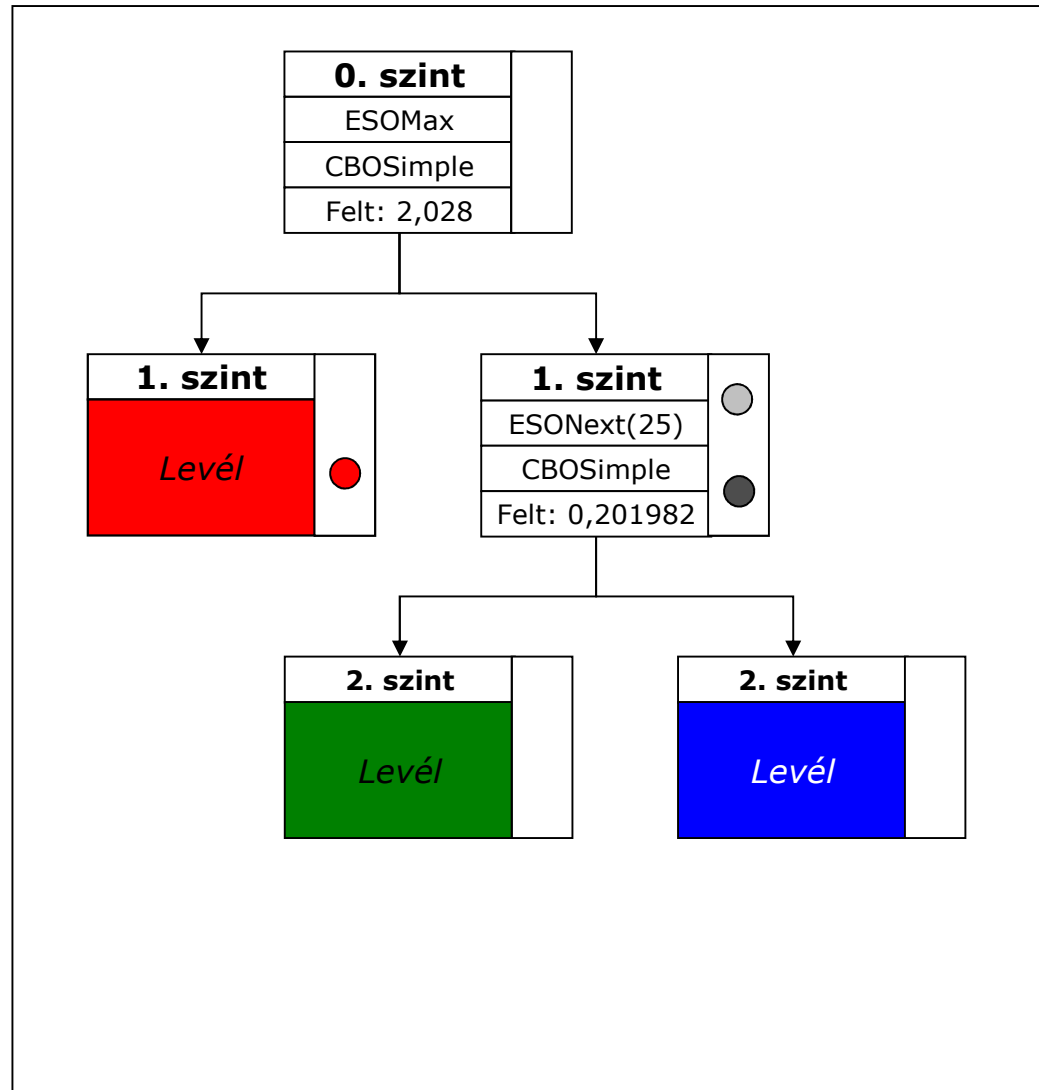 0. szint
ESOMax
CBOSimple
Felt: 2,028
1. szint
Levél
1. szint
ESONext(25)
CBOSimple
Felt: 0,201982
2. szint
Levél
2. szint
Levél